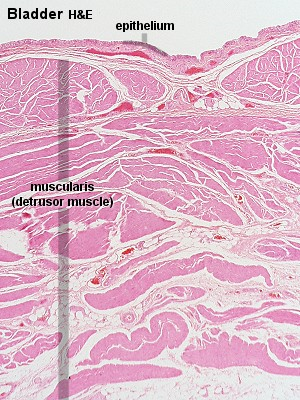 Bladder H&E
epithelium
muscularis
(detrusor muscle)